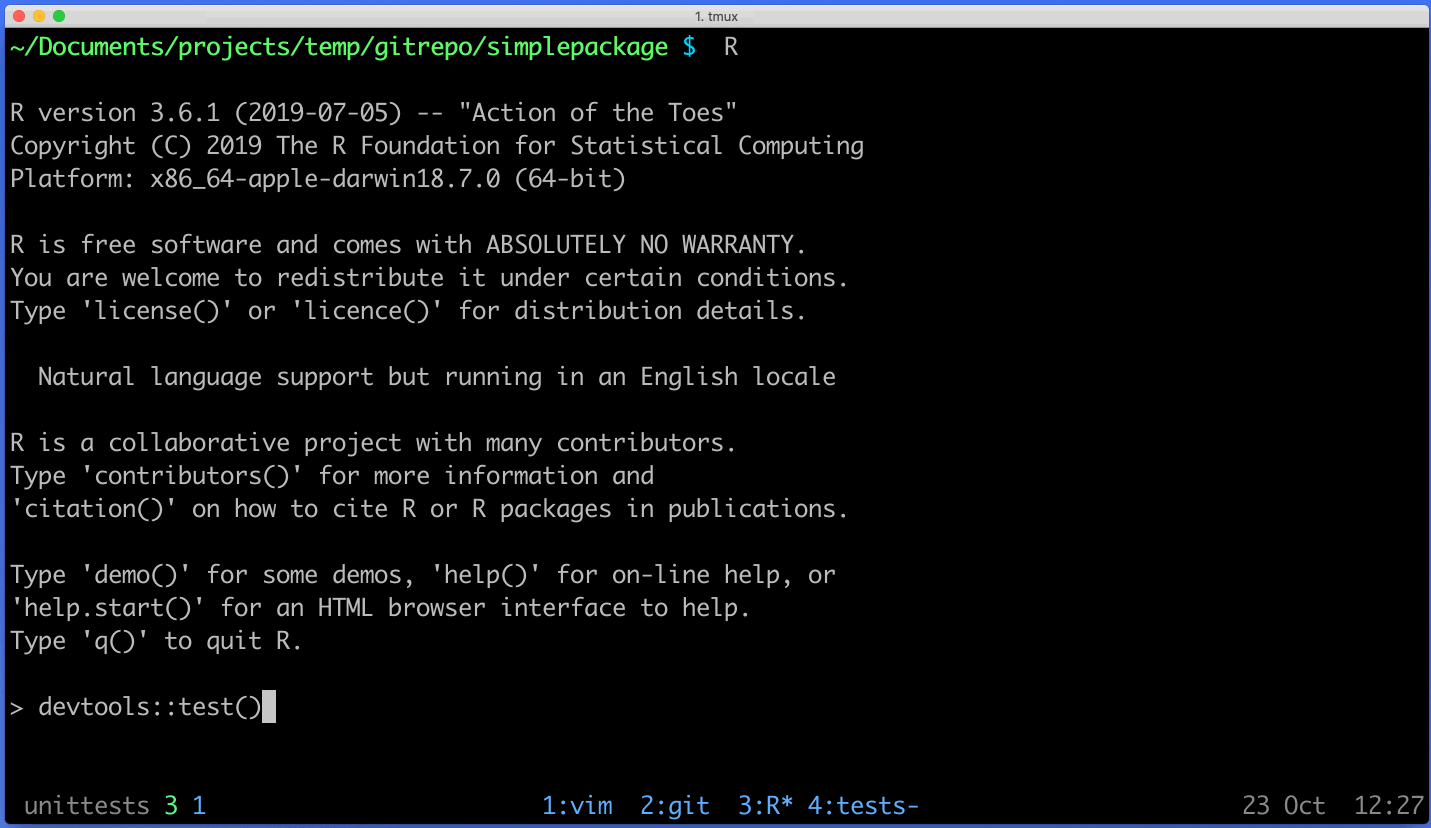 1. tmux
~/Documents/projects/temp/gitrepo/simplepackage $  R
R version 3.6.1 (2019-07-05) -- "Action of the Toes"
Copyright (C) 2019 The R Foundation for Statistical Computing
Platform: x86_64-apple-darwin18.7.0 (64-bit)
R is free software and comes with ABSOLUTELY NO WARRANTY.
You are welcome to redistribute it under certain conditions.
Type 'license()' or 'licence()' for distribution details.
  Natural language support but running in an English locale
R is a collaborative project with many contributors.
Type 'contributors()' for more information and
'citation()' on how to cite R or R packages in publications.
Type 'demo()' for some demos, 'help()' for on-line help, or
'help.start()' for an HTML browser interface to help.
Type 'q()' to quit R.
> devtools::test()
unittests 3 1 1:vim 2:git 3:R* 4:tests- 23 Oct 12:27